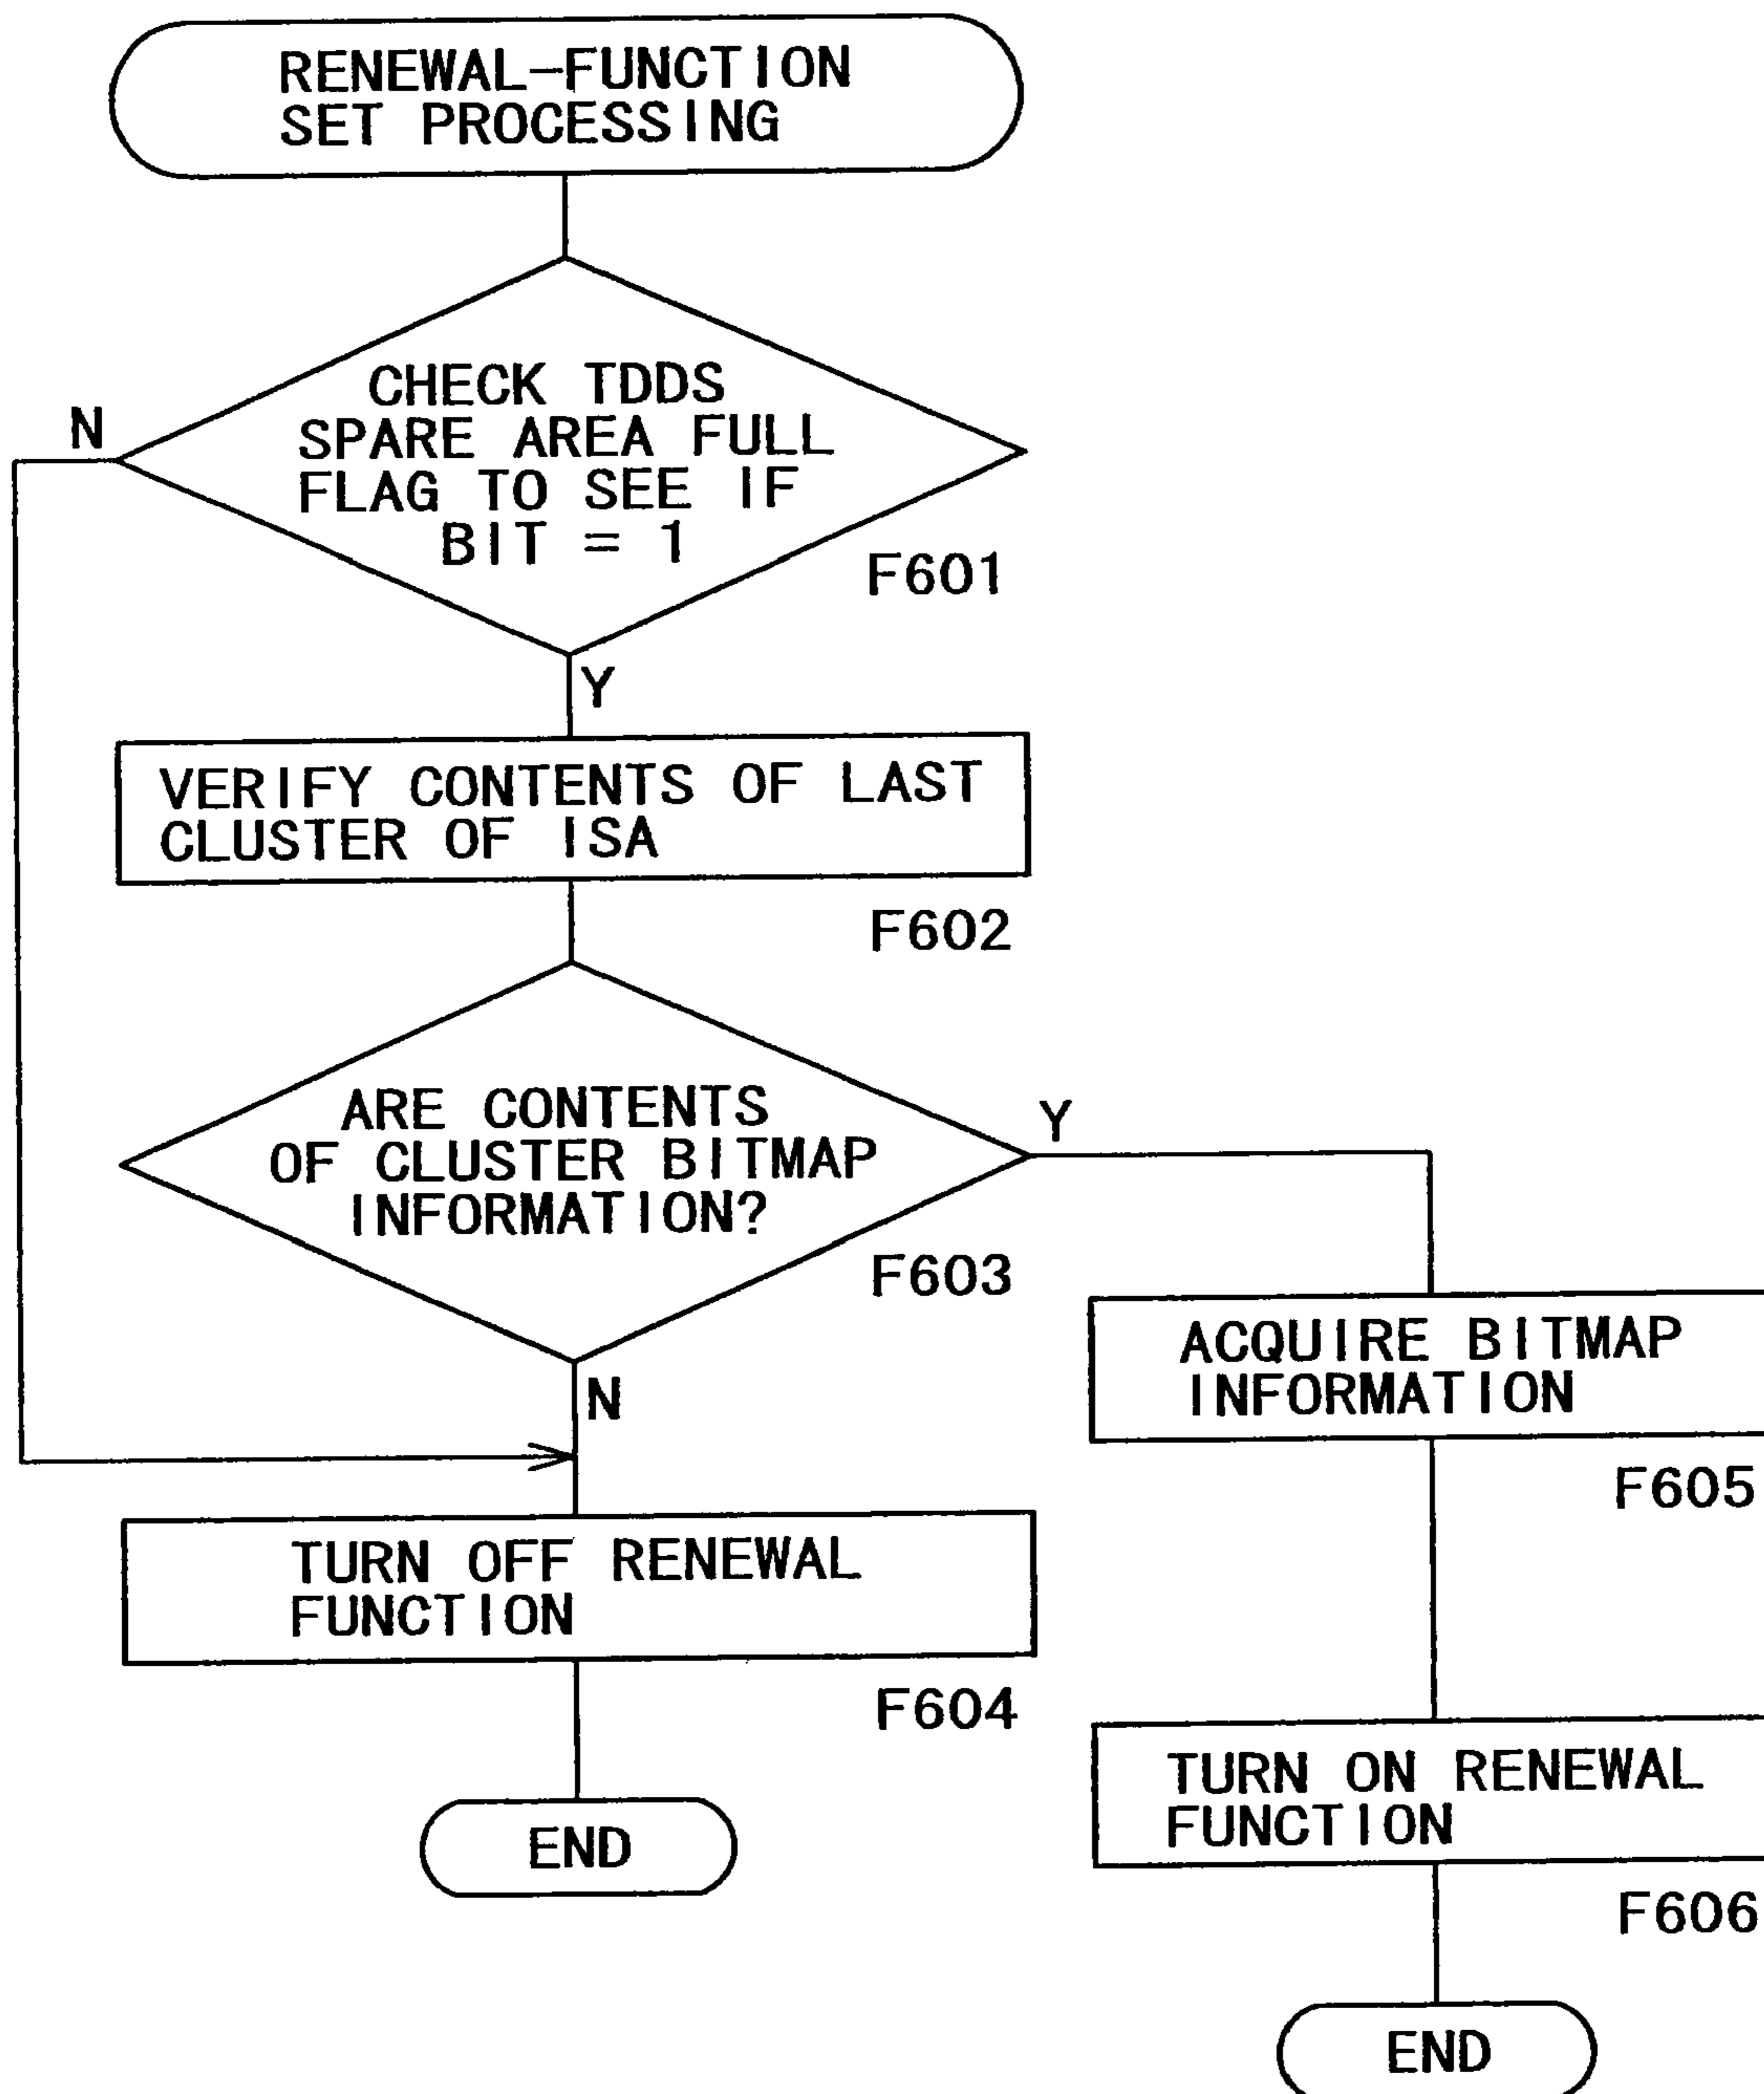 RENEWAL-FUNCTION
SET PROCESSING
CHECK TDDS
SPARE AREA FULL
FLAG TO SEE IF
BIT = 1
N
F601
Y
VERIFY CONTENTS OF LAST
CLUSTER OF ISA
F602
ARE CONTENTS
OF CLUSTER BITMAP
INFORMATION?
Y
F603
N
ACQUIRE BITMAP
INFORMATION
F605
TURN OFF RENEWAL
FUNCTION
F604
TURN ON RENEWAL
FUNCTION
F606
END
END